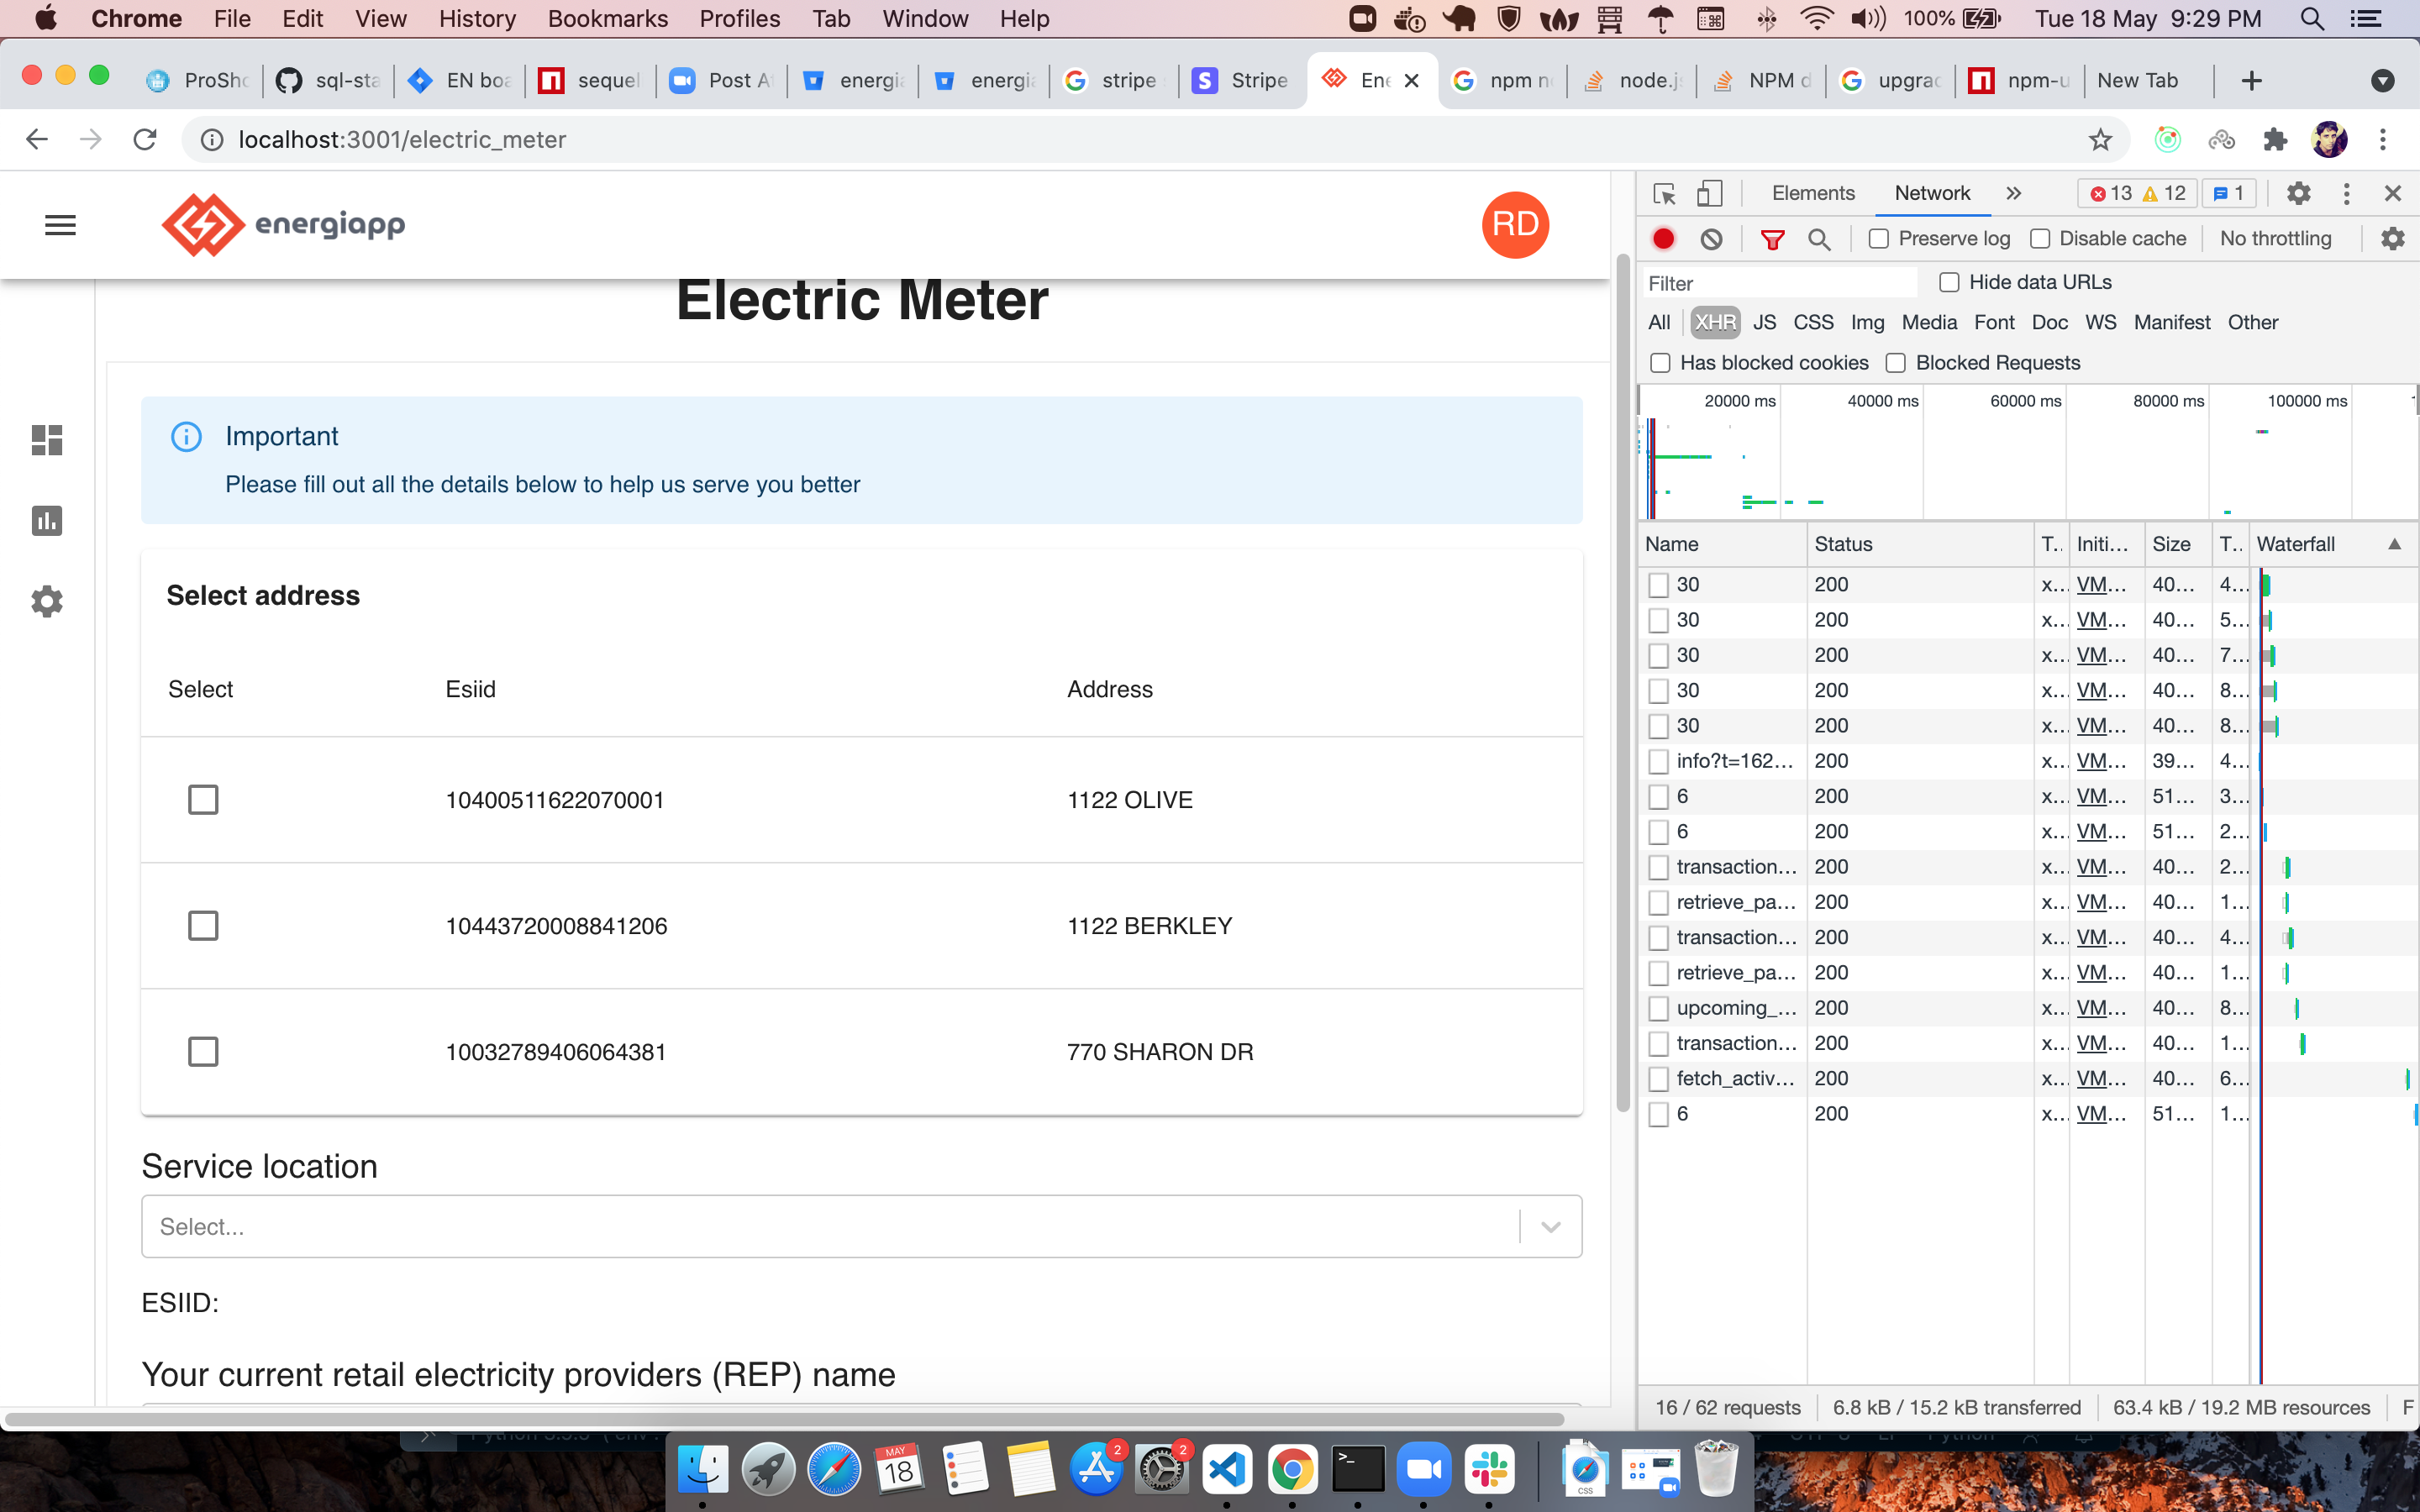 Chrome File Edit View History Bookmarks Profiles Tab Window Help 100% Tue 18 May 9:29 PM
ProSho sql-sta EN boa sequel Post A energi energi stripe Stripe Ene npm n node.js NPM d upgrad npm-u New Tab
localhost:3001/electric_meter
energiapp
RD
Electric Meter
Important
Please fill out all the details below to help us serve you better
Select address
Select Esiid Address
10400511622070001 1122 OLIVE
10443720008841206 1122 BERKLEY
10032789406064381 770 SHARON DR
Service location
Select...
ESIID:
Your current retail electricity providers (REP) name
Elements Network 13 12 1
Preserve log Disable cache No throttling
Filter Hide data URLs
All XHR JS CSS Img Media Font Doc WS Manifest Other
Has blocked cookies Blocked Requests
20000 ms 40000 ms 60000 ms 80000 ms 100000 ms
Name Status T.. Initi... Size T.. Waterfall
30 200 x... VM... 40... 4...
30 200 x... VM... 40... 5...
30 200 x... VM... 40... 7...
30 200 x... VM... 40... 8...
30 200 x... VM... 40... 8...
info?t=162... 200 x... VM... 39... 4...
6 200 x... VM... 51... 3...
6 200 x... VM... 51... 2...
transaction... 200 x... VM... 40... 2...
retrieve_pa... 200 x... VM... 40... 1...
transaction... 200 x... VM... 40... 4...
retrieve_pa... 200 x... VM... 40... 1...
upcoming_... 200 x... VM... 40... 8...
transaction... 200 x... VM... 40... 1...
fetch_activ... 200 x... VM... 40... 6...
6 200 x... VM... 51... 1...
16 / 62 requests 6.8 kB / 15.2 kB transferred 63.4 kB / 19.2 MB resources F
MAY
18
2
2
CSS